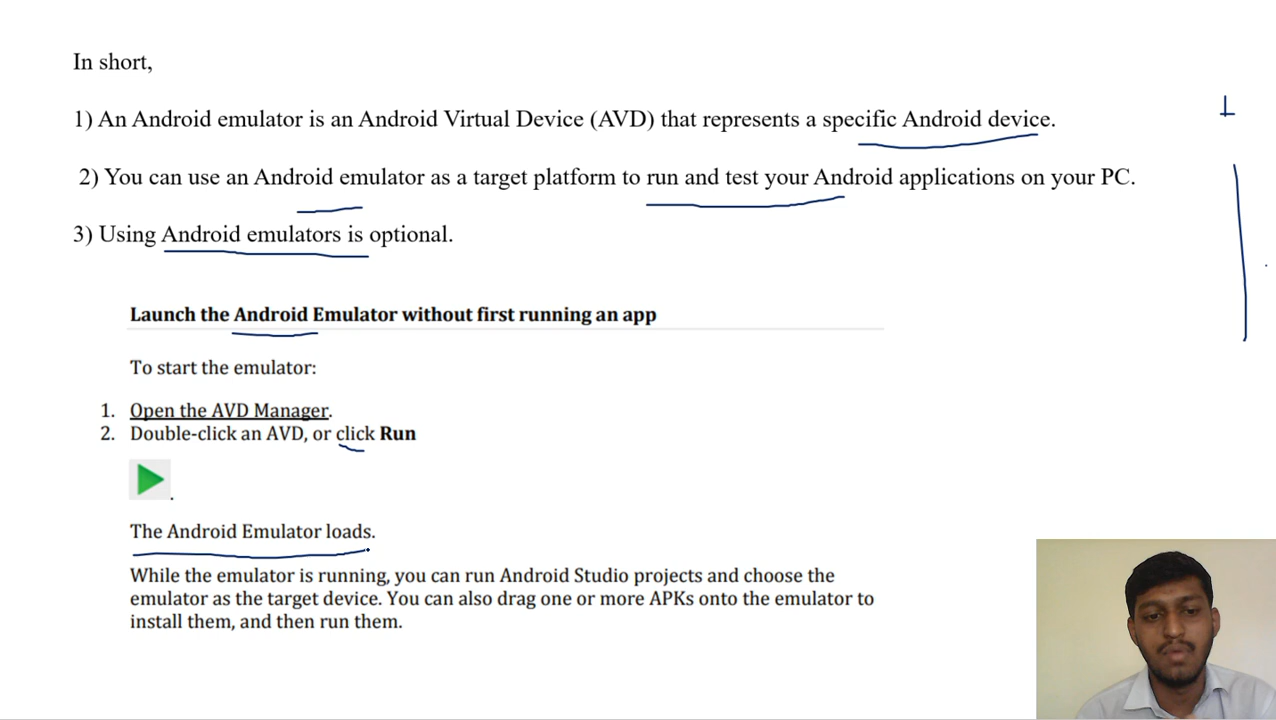 In short,
1) An Android emulator is an Android Virtual Device (AVD) that represents a specific Android device.
2) You can use an Android emulator as a target platform to run and test your Android applications on your PC.
3) Using Android emulators is optional.
Launch the Android Emulator without first running an app
To start the emulator:
1. Open the AVD Manager.
2. Double-click an AVD, or click Run
.
The Android Emulator loads.
While the emulator is running, you can run Android Studio projects and choose the
emulator as the target device. You can also drag one or more APKs onto the emulator to
install them, and then run them.